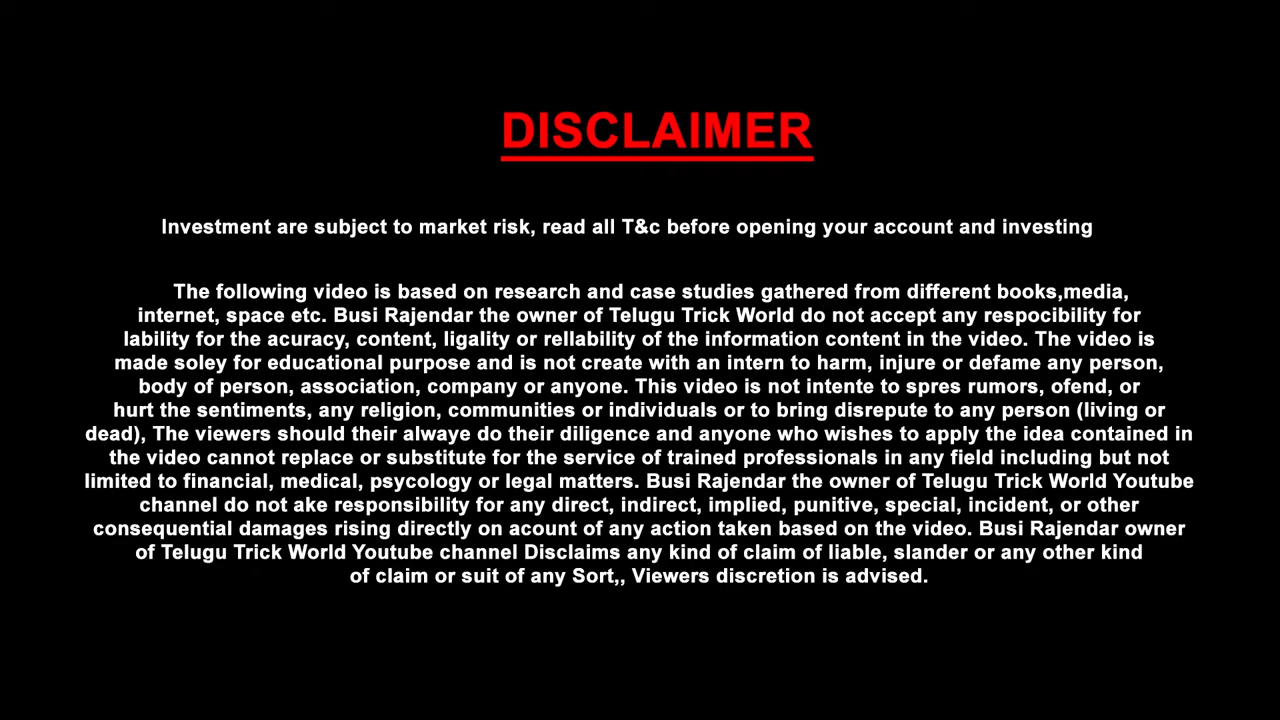 DISCLAIMER
Investment are subject to market risk, read all T&c before opening your account and investing
The following video is based on research and case studies gathered from different books,media,
internet, space etc. Busi Rajendar the owner of Telugu Trick World do not accept any respocibility for
lability for the acuracy, content, ligality or rellability of the information content in the video. The video is
made soley for educational purpose and is not create with an intern to harm, injure or defame any person,
body of person, association, company or anyone. This video is not intente to spres rumors, ofend, or
hurt the sentiments, any religion, communities or individuals or to bring disrepute to any person (living or
dead), The viewers should their alwaye do their diligence and anyone who wishes to apply the idea contained in
the video cannot replace or substitute for the service of trained professionals in any field including but not
limited to financial, medical, psycology or legal matters. Busi Rajendar the owner of Telugu Trick World Youtube
channel do not ake responsibility for any direct, indirect, implied, punitive, special, incident, or other
consequential damages rising directly on acount of any action taken based on the video. Busi Rajendar owner
of Telugu Trick World Youtube channel Disclaims any kind of claim of liable, slander or any other kind
of claim or suit of any Sort,, Viewers discretion is advised.